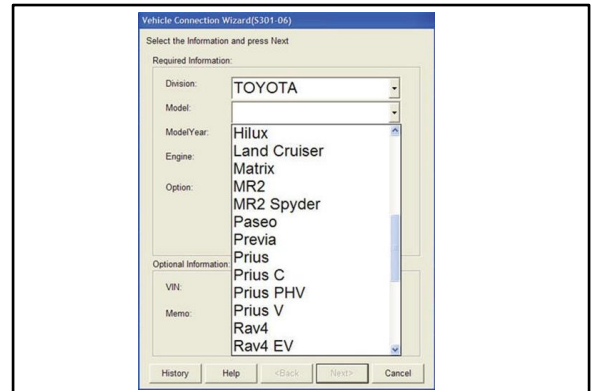 Vehicle Connection Wizard(S301-06)
Select the Information and press Next
Required Information:
Division: TOYOTA
Model:
ModelYear:
Engine:
Option:
Hilux
Land Cruiser
Matrix
MR2
MR2 Spyder
Paseo
Previa
Prius
Prius C
Prius PHV
Prius V
Rav4
Rav4 EV
Optional Information:
VIN:
Memo:
History Help <Back Next> Cancel